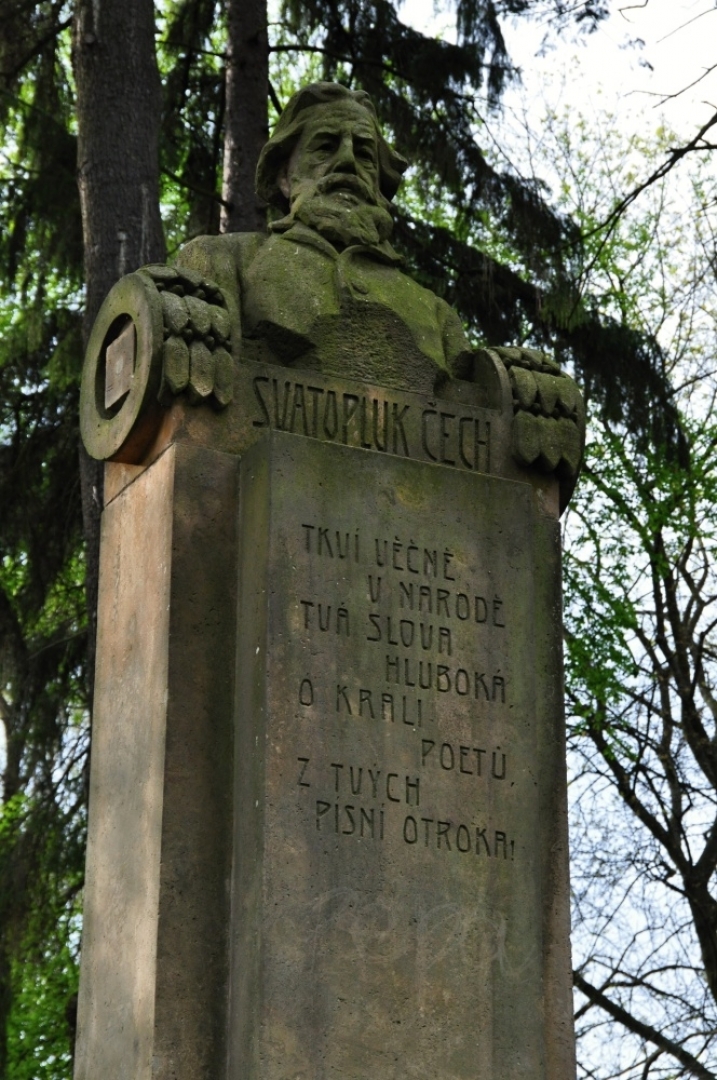 SVATOPLUK ČECH
TKVÍ VĚČNĚ
V NÁRODĚ
TVÁ SLOVA
HLUBOKÁ,
Ó KRÁLI
POETŮ,
Z TVÝCH
PÍSNÍ OTROKA!